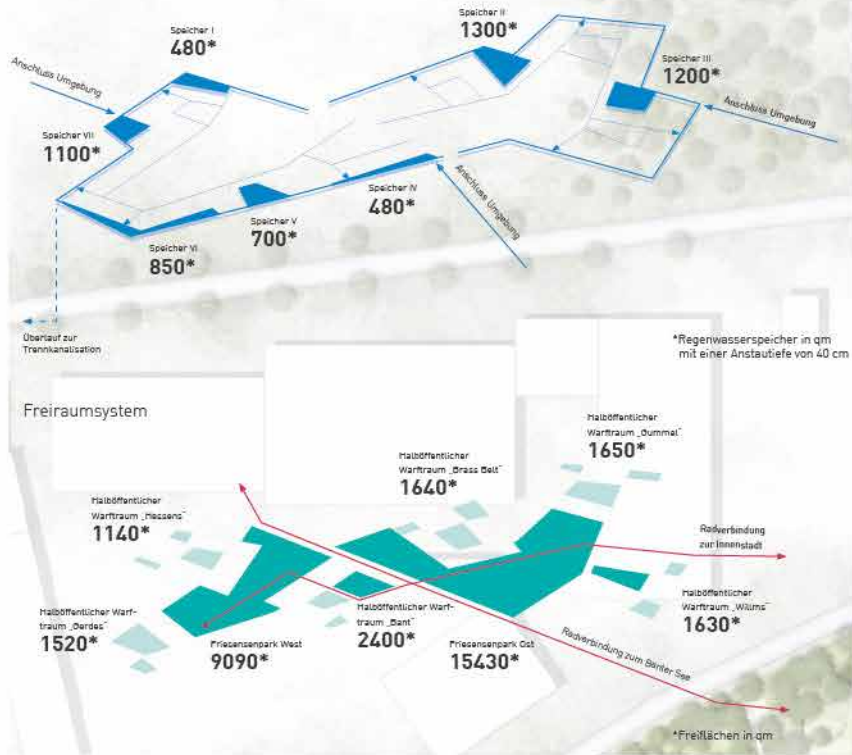 Speicher I
480*
Speicher II
1300*
Speicher III
1200*
Anschluss Umgebung
Anschluss Umgebung
Speicher VII
1100*
Speicher IV
480*
Anschluss Umgebung
Speicher V
700*
Speicher VI
850*
Überlauf zur
Trennkanalisation
*Regenwasserspeicher in qm
mit einer Anstautiefe von 40 cm
Freiraumsystem
Halböffentlicher
Warftraum „Gummel“
1650*
Halböffentlicher
Warftraum „Brass Belt“
1640*
Halböffentlicher
Warftraum „Hessens“
1140*
Radverbindung
zur Innenstadt
Halböffentlicher Warf-
traum „Gerdes“
1520*
Friesenpark West
9090*
Halböffentlicher Warf-
traum „Bant“
2400*
Friesenpark Ost
15430*
Halböffentlicher
Warftraum „Willms“
1630*
Radverbindung zum Banter See
*Freiflächen in qm